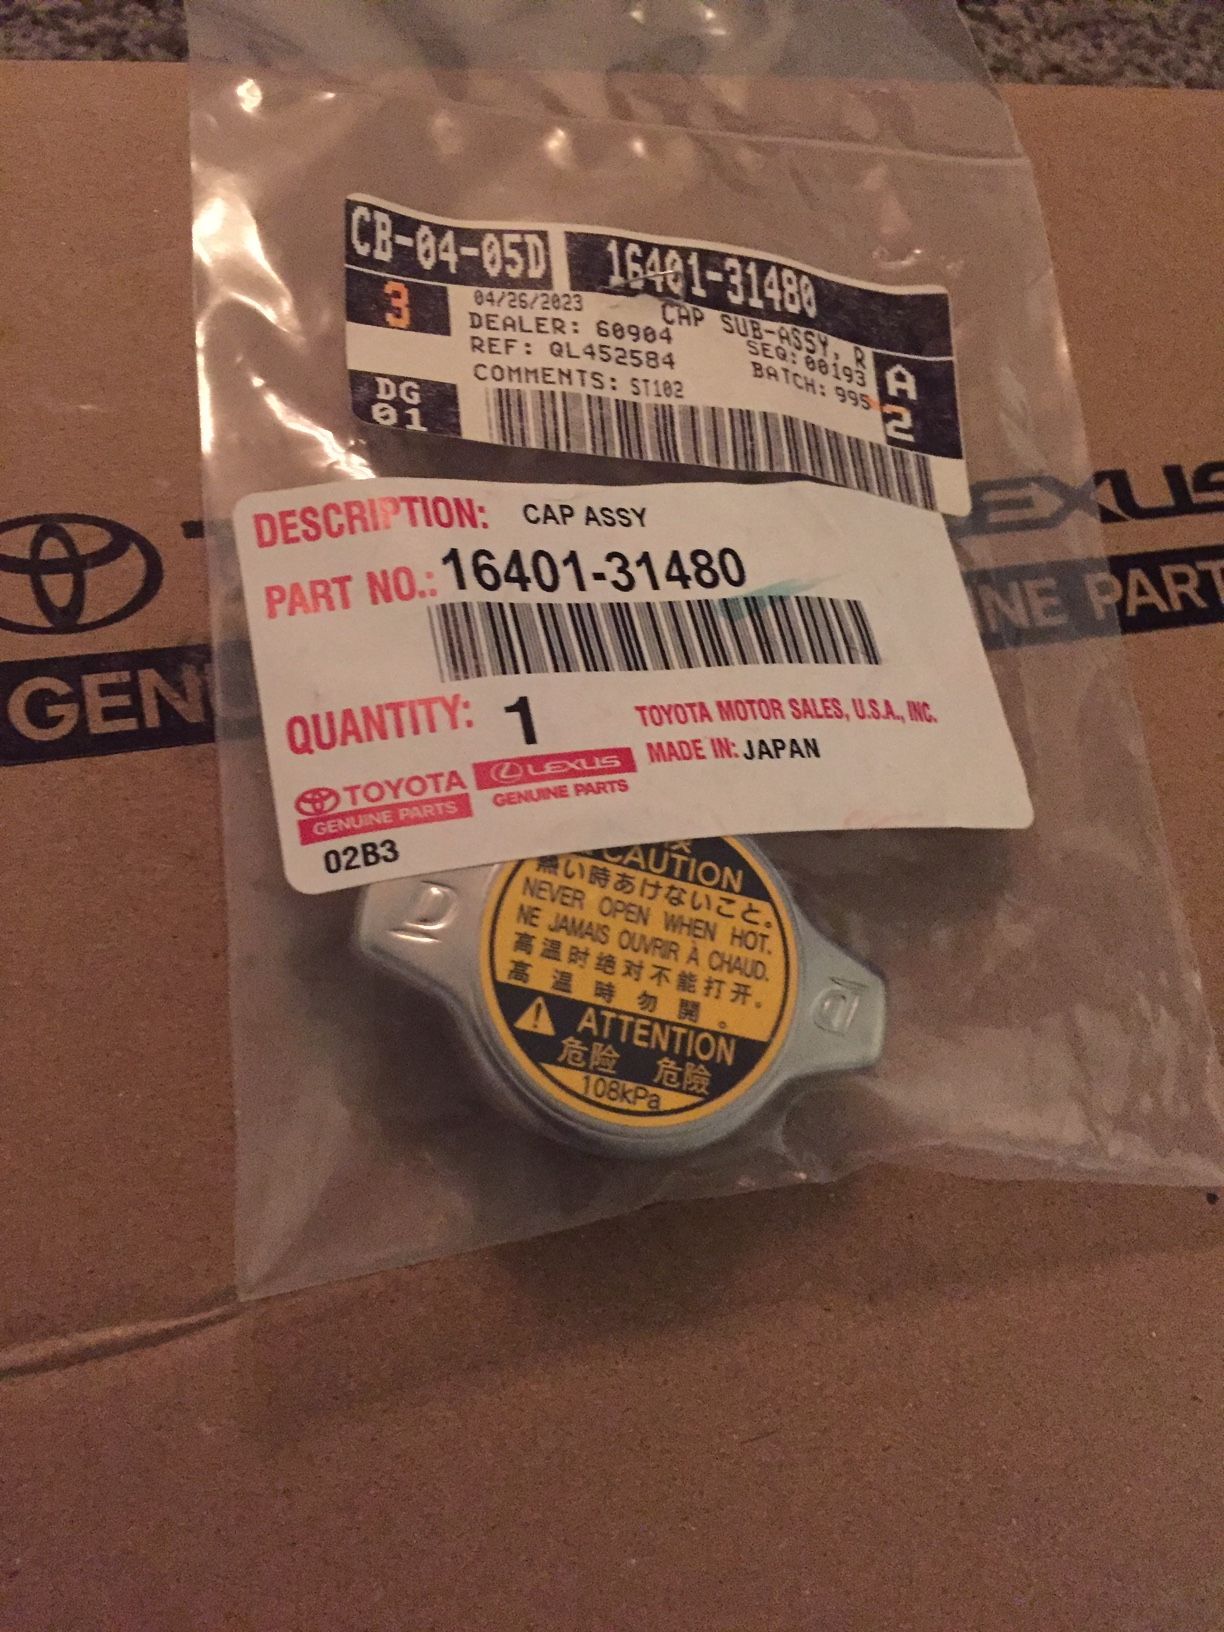 CB-04-05D
16401-31480
3
04/26/2023
CAP SUB-ASSY, R
DEALER: 60904
SEQ: 00193
REF: QL452584
BATCH: 995
COMMENTS: ST102
DG
01
A
2
DESCRIPTION: CAP ASSY
PART NO.: 16401-31480
QUANTITY: 1
TOYOTA MOTOR SALES, U.S.A., INC.
MADE IN: JAPAN
TOYOTA
GENUINE PARTS
LEXUS
GENUINE PARTS
02B3
LEXUS
GEN
INE PART
CAUTION
熱い時あけないこと。
NEVER OPEN WHEN HOT.
NE JAMAIS OUVRIR À CHAUD.
高温时绝对不能打开。
高温時勿開。
ATTENTION
危险 危險
108kPa
D
D